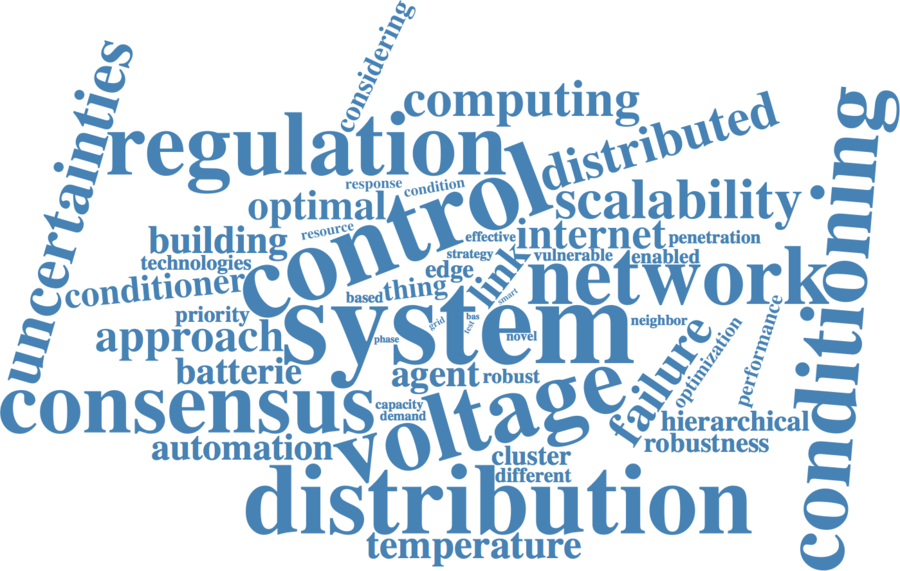 considering
uncertainties
computing
regulation
distributed
conditioning
response
condition
control
optimal
scalability
resource
building
effective
internet
penetration
technologies
strategy
link
vulnerable
enabled
edge
conditioner
thing
network
based
smart
priority
system
grid
bas
test
neighbor
performance
approach
phase
novel
failure
optimization
batterie
agent
robust
consensus
voltage
capacity
demand
hierarchical
automation
robustness
cluster
different
distribution
temperature